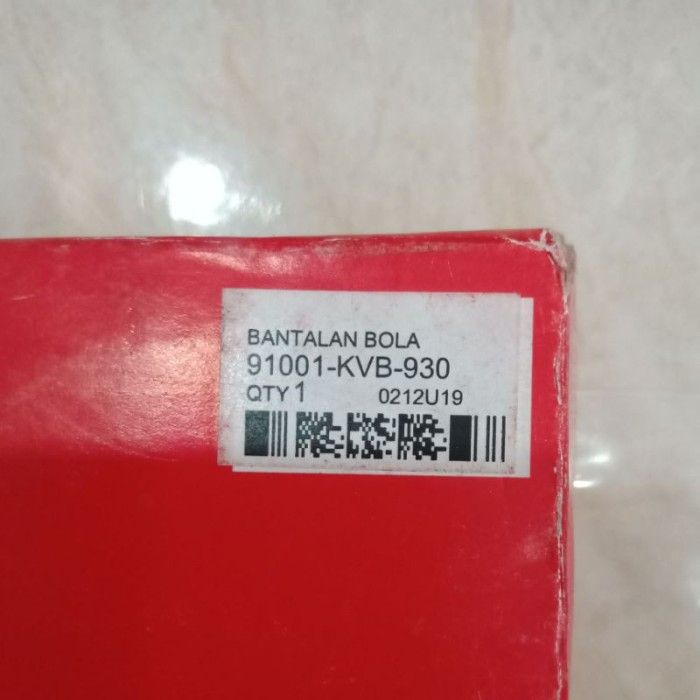 BANTALAN BOLA
91001-KVB-930
QTY 1 0212U19